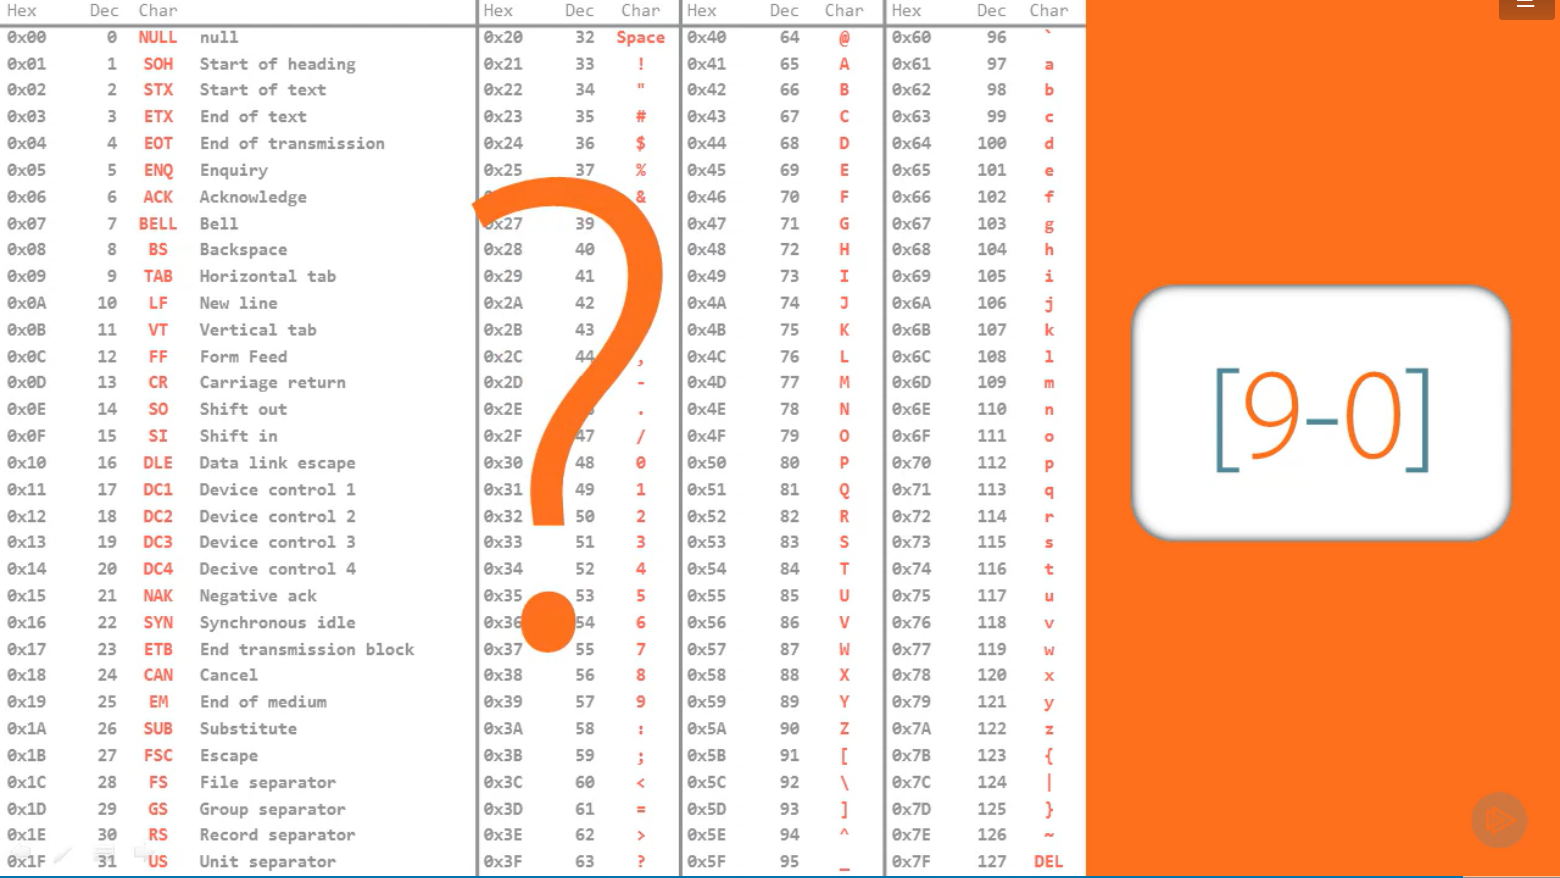 Hex Dec Char Hex Dec Char Hex Dec Char Hex Dec Char
0x00 0 NULL null 0x20 32 Space 0x40 64 @ 0x60 96 `
0x01 1 SOH Start of heading 0x21 33 ! 0x41 65 A 0x61 97 a
0x02 2 STX Start of text 0x22 34 " 0x42 66 B 0x62 98 b
0x03 3 ETX End of text 0x23 35 # 0x43 67 C 0x63 99 c
0x04 4 EOT End of transmission 0x24 36 $ 0x44 68 D 0x64 100 d
0x05 5 ENQ Enquiry 0x25 37 % 0x45 69 E 0x65 101 e
0x06 6 ACK Acknowledge & 0x46 70 F 0x66 102 f
0x07 7 BELL Bell 0x27 39 0x47 71 G 0x67 103 g
0x08 8 BS Backspace 0x28 40 0x48 72 H 0x68 104 h
0x09 9 TAB Horizontal tab 0x29 41 0x49 73 I 0x69 105 i
0x0A 10 LF New line 0x2A 42 0x4A 74 J 0x6A 106 j
0x0B 11 VT Vertical tab 0x2B 43 0x4B 75 K 0x6B 107 k
0x0C 12 FF Form Feed 0x2C 44 , 0x4C 76 L 0x6C 108 l
0x0D 13 CR Carriage return 0x2D - 0x4D 77 M 0x6D 109 m
0x0E 14 SO Shift out 0x2E . 0x4E 78 N 0x6E 110 n
0x0F 15 SI Shift in 0x2F 47 / 0x4F 79 O 0x6F 111 o
0x10 16 DLE Data link escape 0x30 48 0 0x50 80 P 0x70 112 p
0x11 17 DC1 Device control 1 0x31 49 1 0x51 81 Q 0x71 113 q
0x12 18 DC2 Device control 2 0x32 50 2 0x52 82 R 0x72 114 r
0x13 19 DC3 Device control 3 0x33 51 3 0x53 83 S 0x73 115 s
0x14 20 DC4 Decive control 4 0x34 52 4 0x54 84 T 0x74 116 t
0x15 21 NAK Negative ack 0x35 53 5 0x55 85 U 0x75 117 u
0x16 22 SYN Synchronous idle 0x36 54 6 0x56 86 V 0x76 118 v
0x17 23 ETB End transmission block 0x37 55 7 0x57 87 W 0x77 119 w
0x18 24 CAN Cancel 0x38 56 8 0x58 88 X 0x78 120 x
0x19 25 EM End of medium 0x39 57 9 0x59 89 Y 0x79 121 y
0x1A 26 SUB Substitute 0x3A 58 : 0x5A 90 Z 0x7A 122 z
0x1B 27 FSC Escape 0x3B 59 ; 0x5B 91 [ 0x7B 123 {
0x1C 28 FS File separator 0x3C 60 < 0x5C 92 \ 0x7C 124 |
0x1D 29 GS Group separator 0x3D 61 = 0x5D 93 ] 0x7D 125 }
0x1E 30 RS Record separator 0x3E 62 > 0x5E 94 ^ 0x7E 126 ~
0x1F 31 US Unit separator 0x3F 63 ? 0x5F 95 _ 0x7F 127 DEL
?
[9-0]